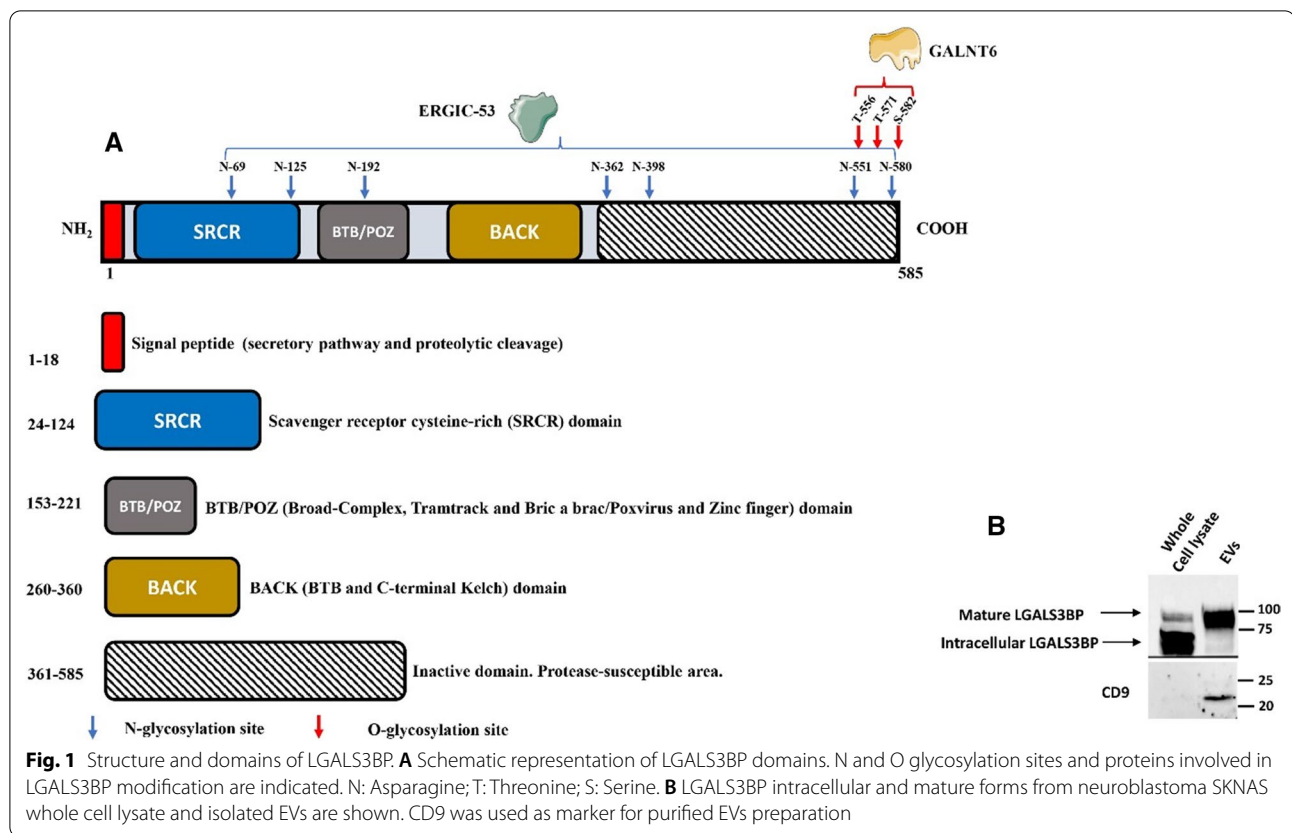 GALNT6
ERGIC-53
T-556
T-571
S-582
A
N-69
N-125
N-192
N-362
N-398
N-551
N-580
NH2
SRCR
BTB/POZ
BACK
COOH
1
585
1-18
Signal peptide (secretory pathway and proteolytic cleavage)
24-124
SRCR
Scavenger receptor cysteine-rich (SRCR) domain
153-221
BTB/POZ
BTB/POZ (Broad-Complex, Tramtrack and Bric a brac/Poxvirus and Zinc finger) domain
260-360
BACK
BACK (BTB and C-terminal Kelch) domain
361-585
Inactive domain. Protease-susceptible area.
N-glycosylation site
O-glycosylation site
B
Whole
Cell lysate
EVs
Mature LGALS3BP
100
75
Intracellular LGALS3BP
CD9
25
20
Fig. 1 Structure and domains of LGALS3BP. A Schematic representation of LGALS3BP domains. N and O glycosylation sites and proteins involved in
LGALS3BP modification are indicated. N: Asparagine; T: Threonine; S: Serine. B LGALS3BP intracellular and mature forms from neuroblastoma SKNAS
whole cell lysate and isolated EVs are shown. CD9 was used as marker for purified EVs preparation